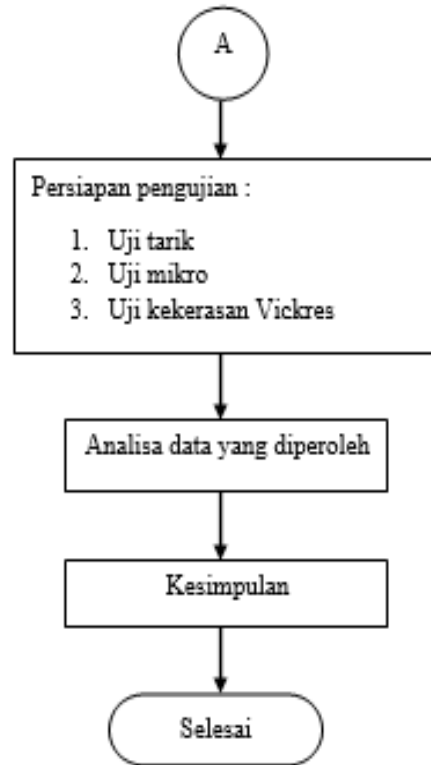 A
Persiapan pengujian :
1. Uji tarik
2. Uji mikro
3. Uji kekerasan Vickres
Analisa data yang diperoleh
Kesimpulan
Selesai